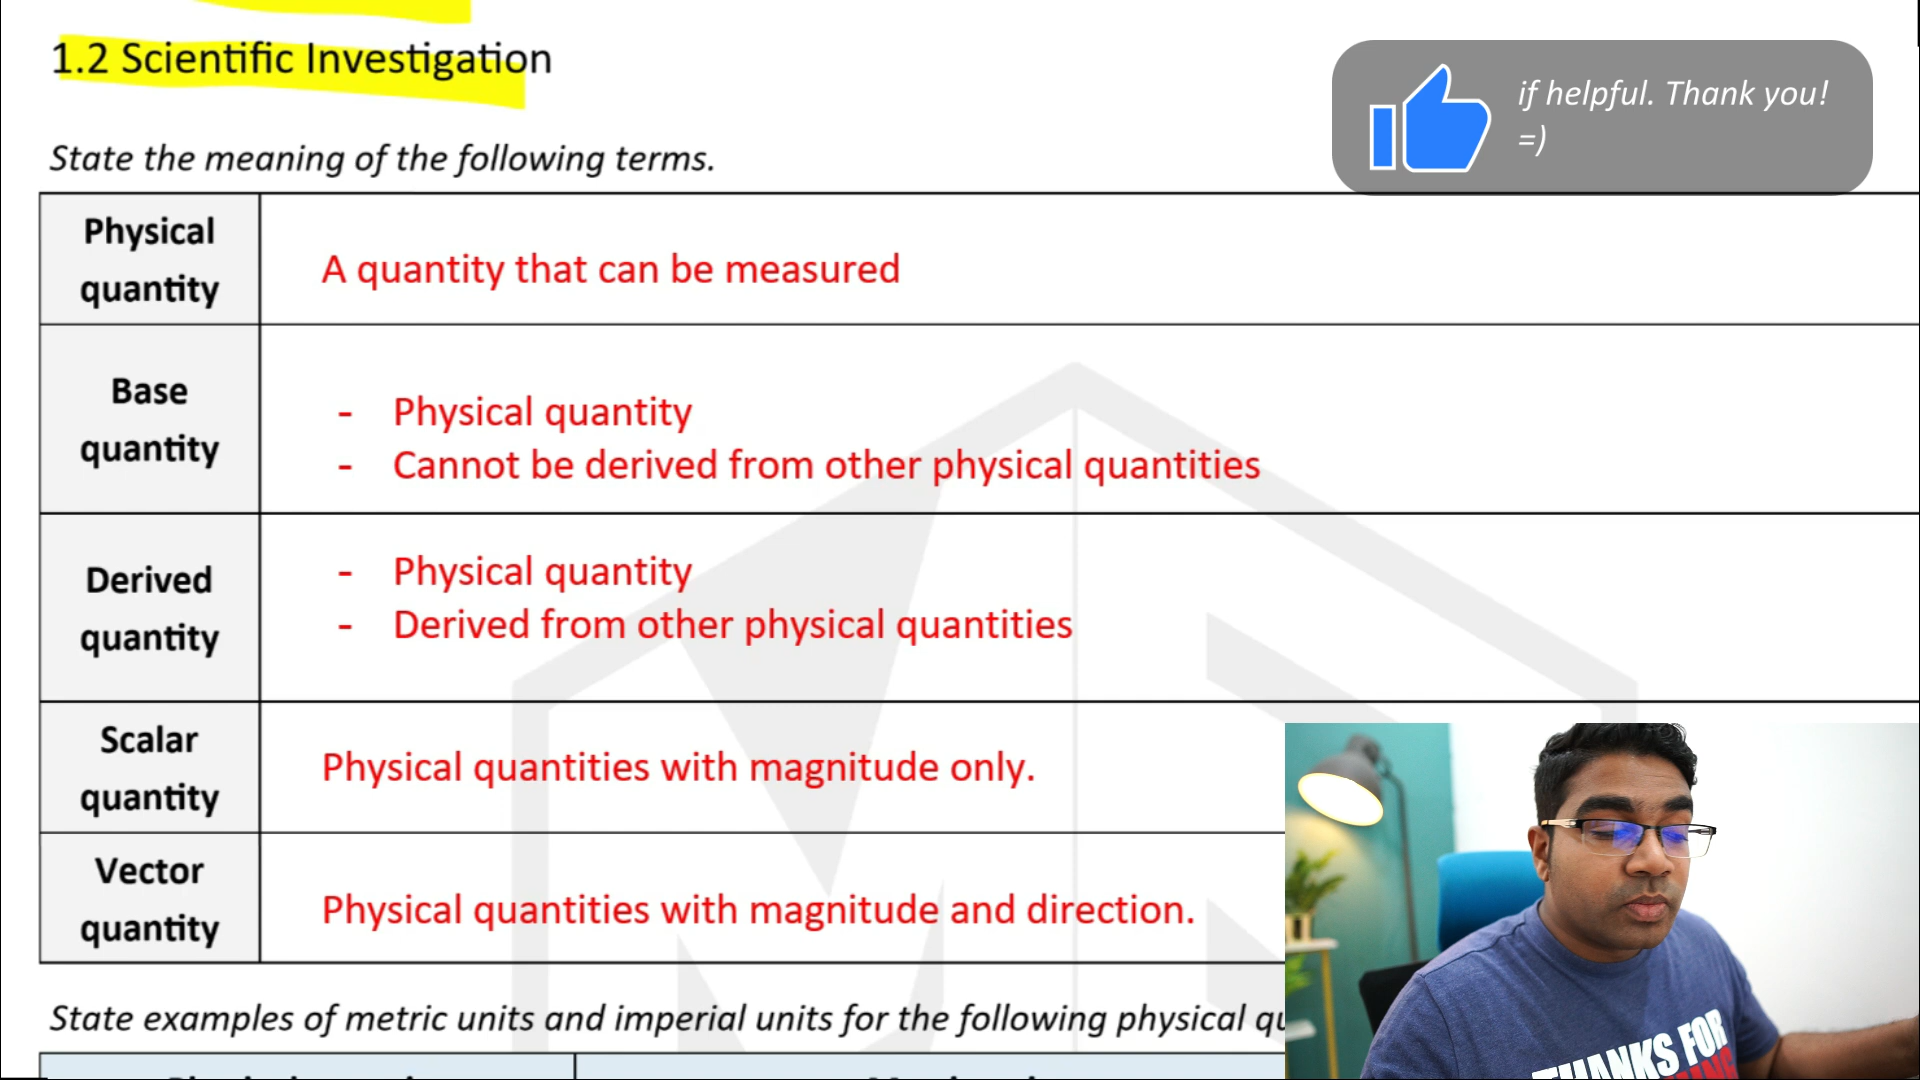 1.2 Scientific Investigation
if helpful. Thank you!
=)
State the meaning of the following terms.
Physical
quantity
A quantity that can be measured
Base
quantity
- Physical quantity
- Cannot be derived from other physical quantities
Derived
quantity
- Physical quantity
- Derived from other physical quantities
Scalar
quantity
Physical quantities with magnitude only.
Vector
quantity
Physical quantities with magnitude and direction.
State examples of metric units and imperial units for the following physical
THANKS FOR